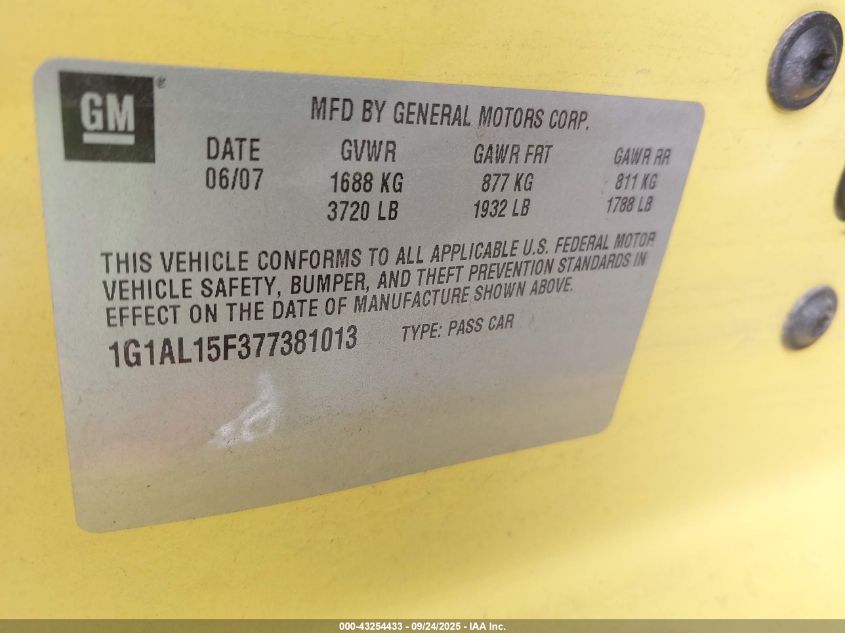 GM®
MFD BY GENERAL MOTORS CORP.
DATE GVWR GAWR FRT GAWR RR
06/07 1688 KG 877 KG 811 KG
3720 LB 1932 LB 1788 LB
THIS VEHICLE CONFORMS TO ALL APPLICABLE U.S. FEDERAL MOTOR
VEHICLE SAFETY, BUMPER, AND THEFT PREVENTION STANDARDS IN
EFFECT ON THE DATE OF MANUFACTURE SHOWN ABOVE.
1G1AL15F377381013 TYPE: PASS CAR
000-43254433 - 09/24/2025 - IAA Inc.